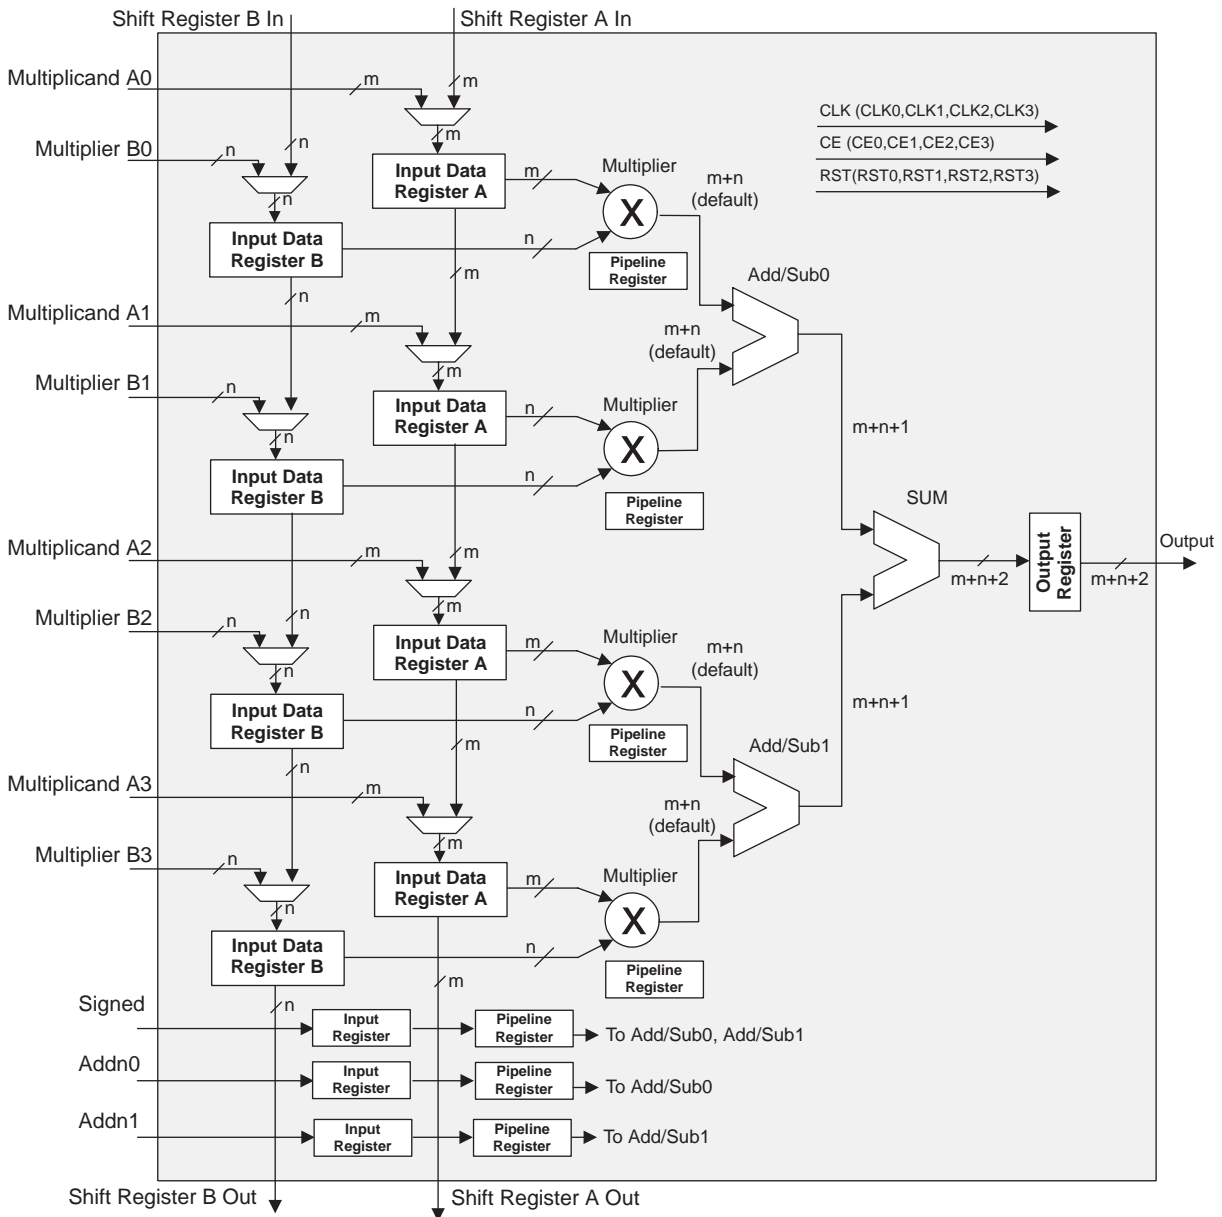 Shift Register B In
Shift Register A In
Multiplicand A0
m
m
CLK (CLK0,CLK1,CLK2,CLK3)
m
Multiplier B0
n
n
CE (CE0,CE1,CE2,CE3)
Input Data
Register A
m
Multiplier
m+n
(default)
RST(RST0,RST1,RST2,RST3)
n
X
Input Data
Register B
n
Pipeline
Register
m
Add/Sub0
n
Multiplicand A1
m
m+n
(default)
m
Multiplier B1
n
Input Data
Register A
n
Multiplier
m+n+1
n
X
Input Data
Register B
n
Pipeline
Register
SUM
Multiplicand A2
m
m
Output
Register
Output
m+n+2
m+n+2
m
Multiplier B2
n
n
Input Data
Register A
m
Multiplier
m+n
(default)
n
X
m+n+1
Input Data
Register B
n
Pipeline
Register
m
Add/Sub1
n
Multiplicand A3
m
m+n
(default)
m
Multiplier B3
n
Input Data
Register A
m
Multiplier
n
X
Input Data
Register B
n
Pipeline
Register
m
n
Signed
Input
Register
Pipeline
Register
To Add/Sub0, Add/Sub1
Addn0
Input
Register
Pipeline
Register
To Add/Sub0
Addn1
Input
Register
Pipeline
Register
To Add/Sub1
Shift Register B Out
Shift Register A Out